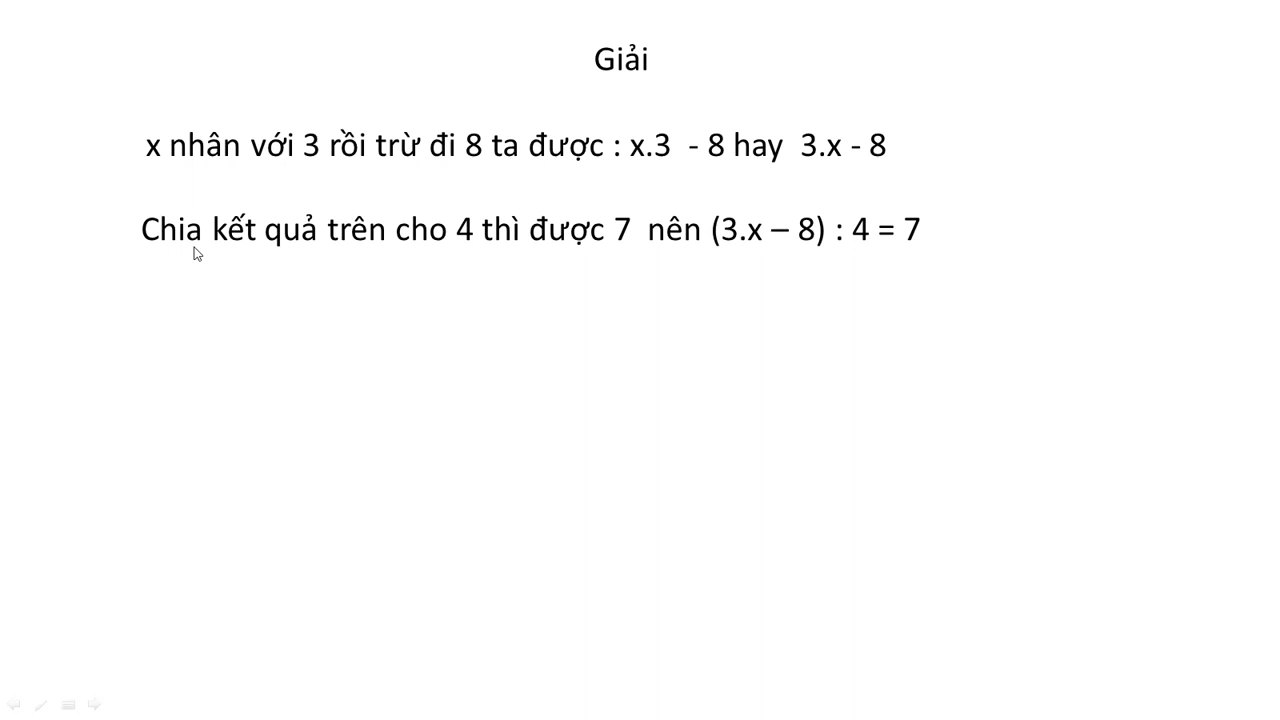 Giải
x nhân với 3 rồi trừ đi 8 ta được : x.3  - 8 hay  3.x - 8
Chia kết quả trên cho 4 thì được 7  nên (3.x – 8) : 4 = 7